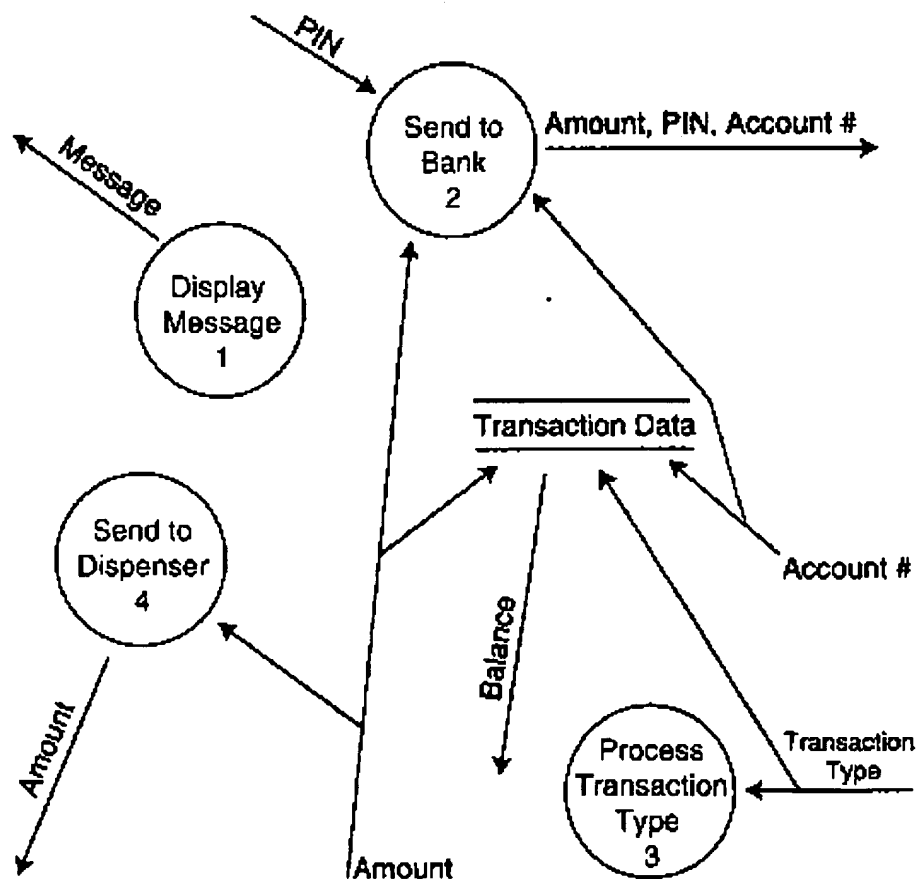 PIN
Send to
Bank
2
Amount, PIN, Account #
Message
Display
Message
1
Transaction Data
Send to
Dispenser
4
Account #
Balance
Amount
Process
Transaction
Type
3
Transaction
Type
Amount